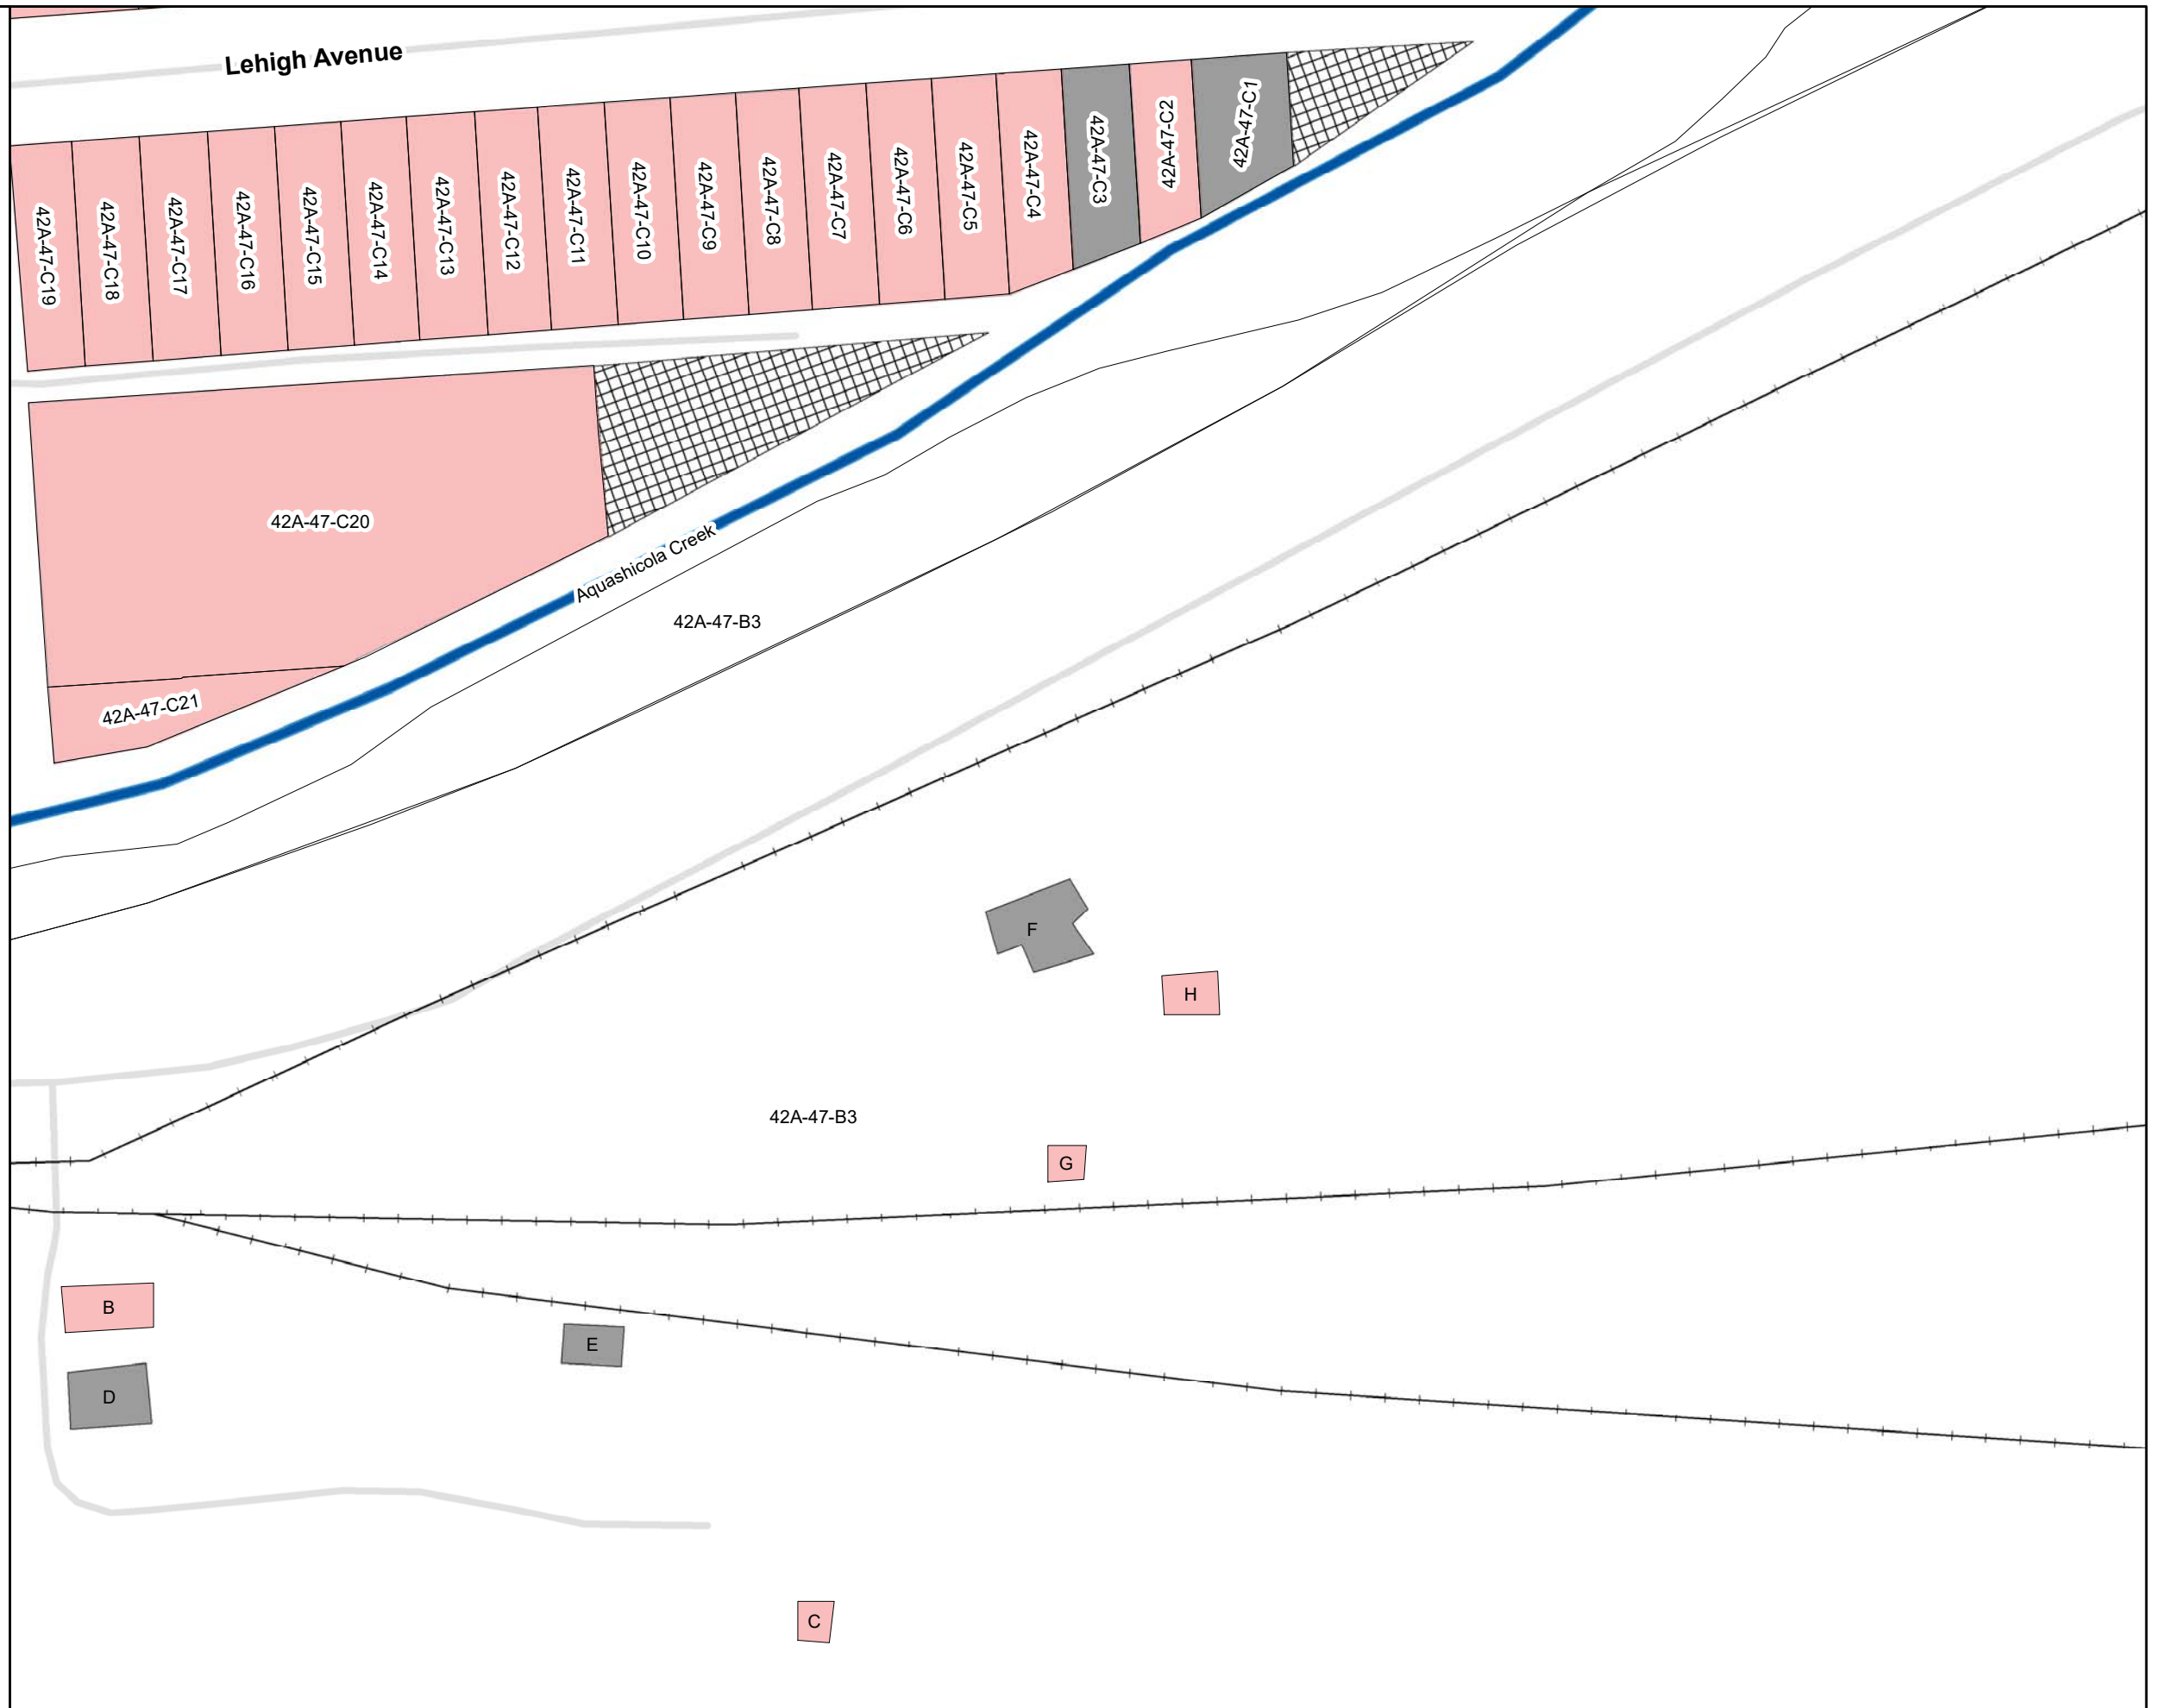 Lehigh Avenue
42A-47-C19
42A-47-C18
42A-47-C17
42A-47-C16
42A-47-C15
42A-47-C14
42A-47-C13
42A-47-C12
42A-47-C11
42A-47-C10
42A-47-C9
42A-47-C8
42A-47-C7
42A-47-C6
42A-47-C5
42A-47-C4
42A-47-C3
42A-47-C2
42A-47-C1
42A-47-C20
Aquashicola Creek
42A-47-B3
42A-47-C21
F
H
42A-47-B3
G
B
E
D
C